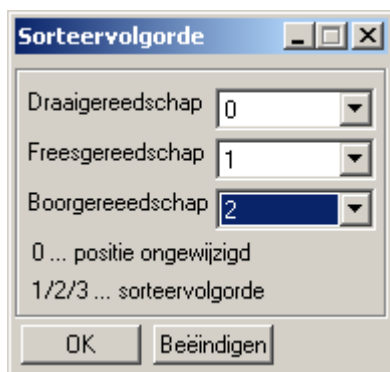 Sorteervolgorde
Draaigereedschap 0
Freesgereedschap 1
Boorgereeedschap 2
0 ... positie ongewijzigd
1/2/3 ... sorteervolgorde
OK Beëindigen